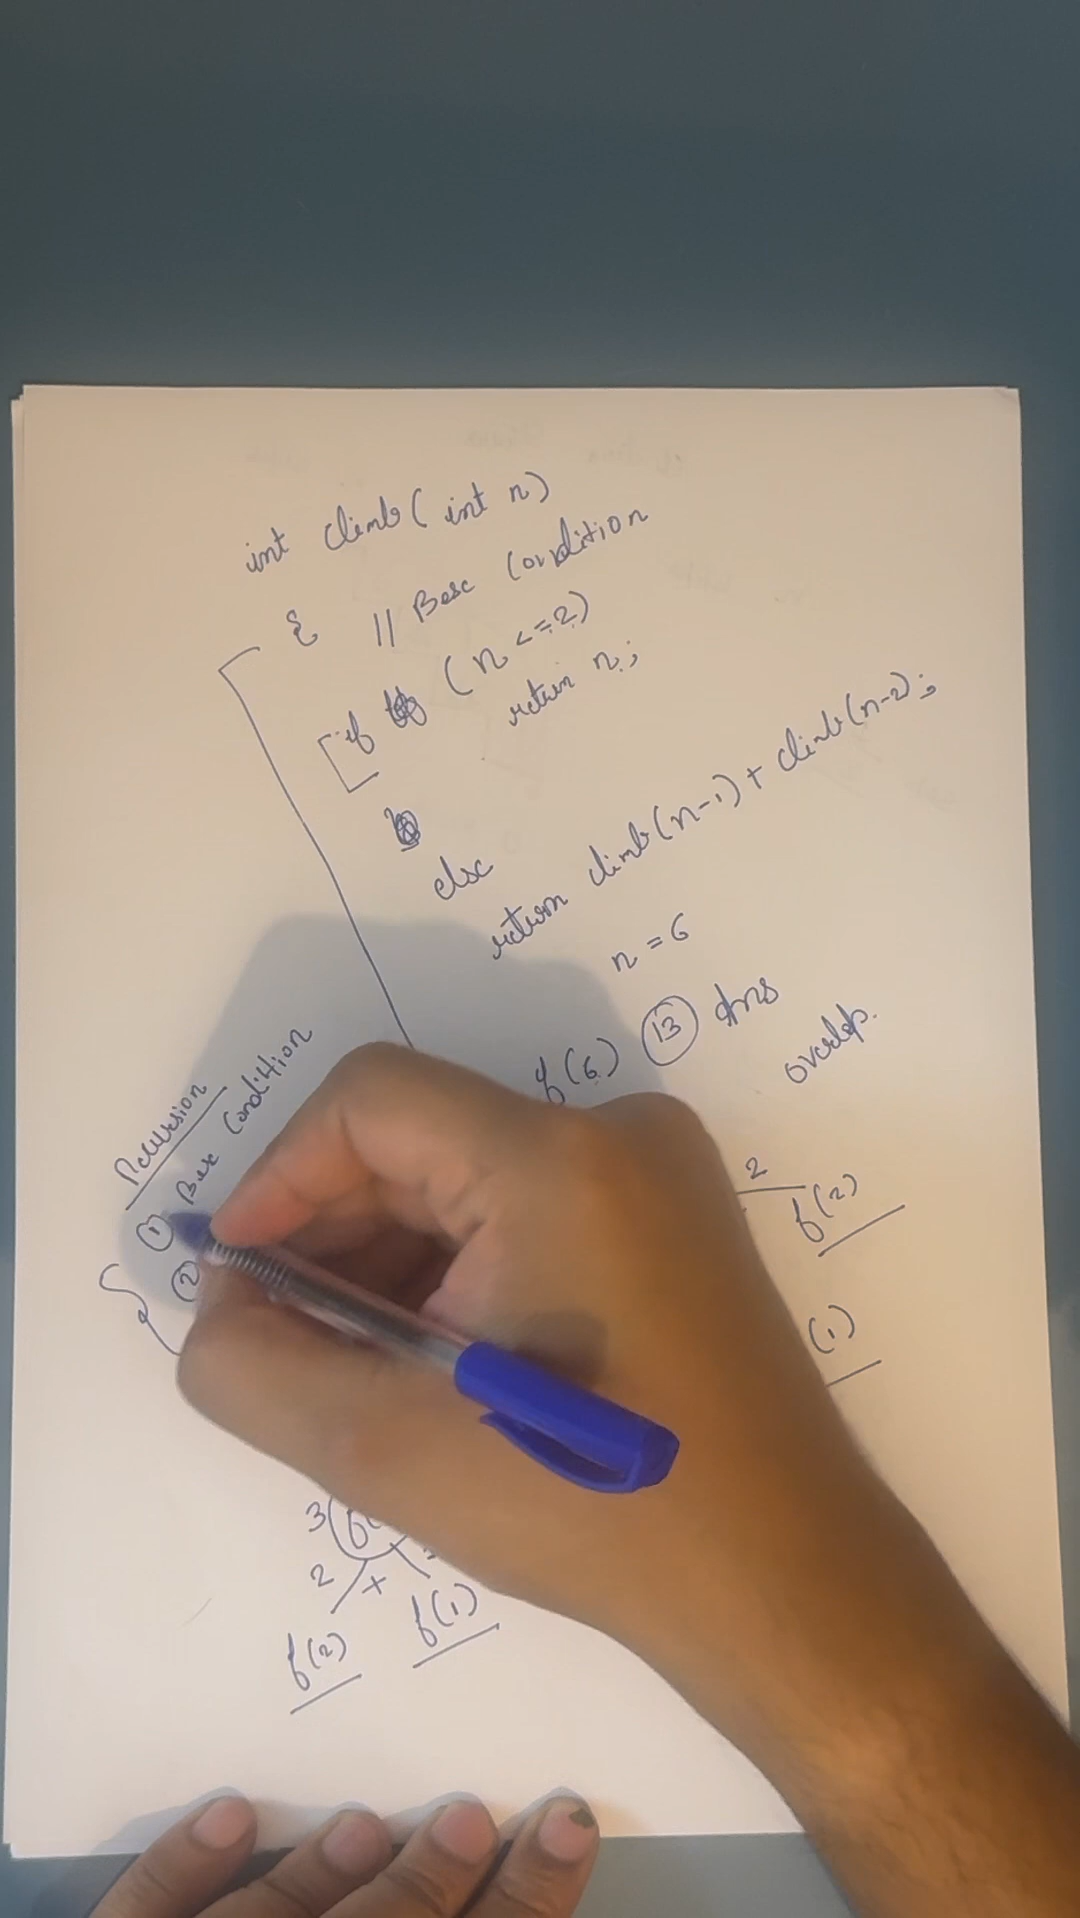 int climb( int n)
{ // Base Condition
if (n <=2)
return n;
else
return climb(n-1) + climb(n-2);
n = 6
f(6) 13 Ans
overlap.
Recursion
1 Base Condition
2
2
f(2)
(1)
3
2 +
f(2) f(1)